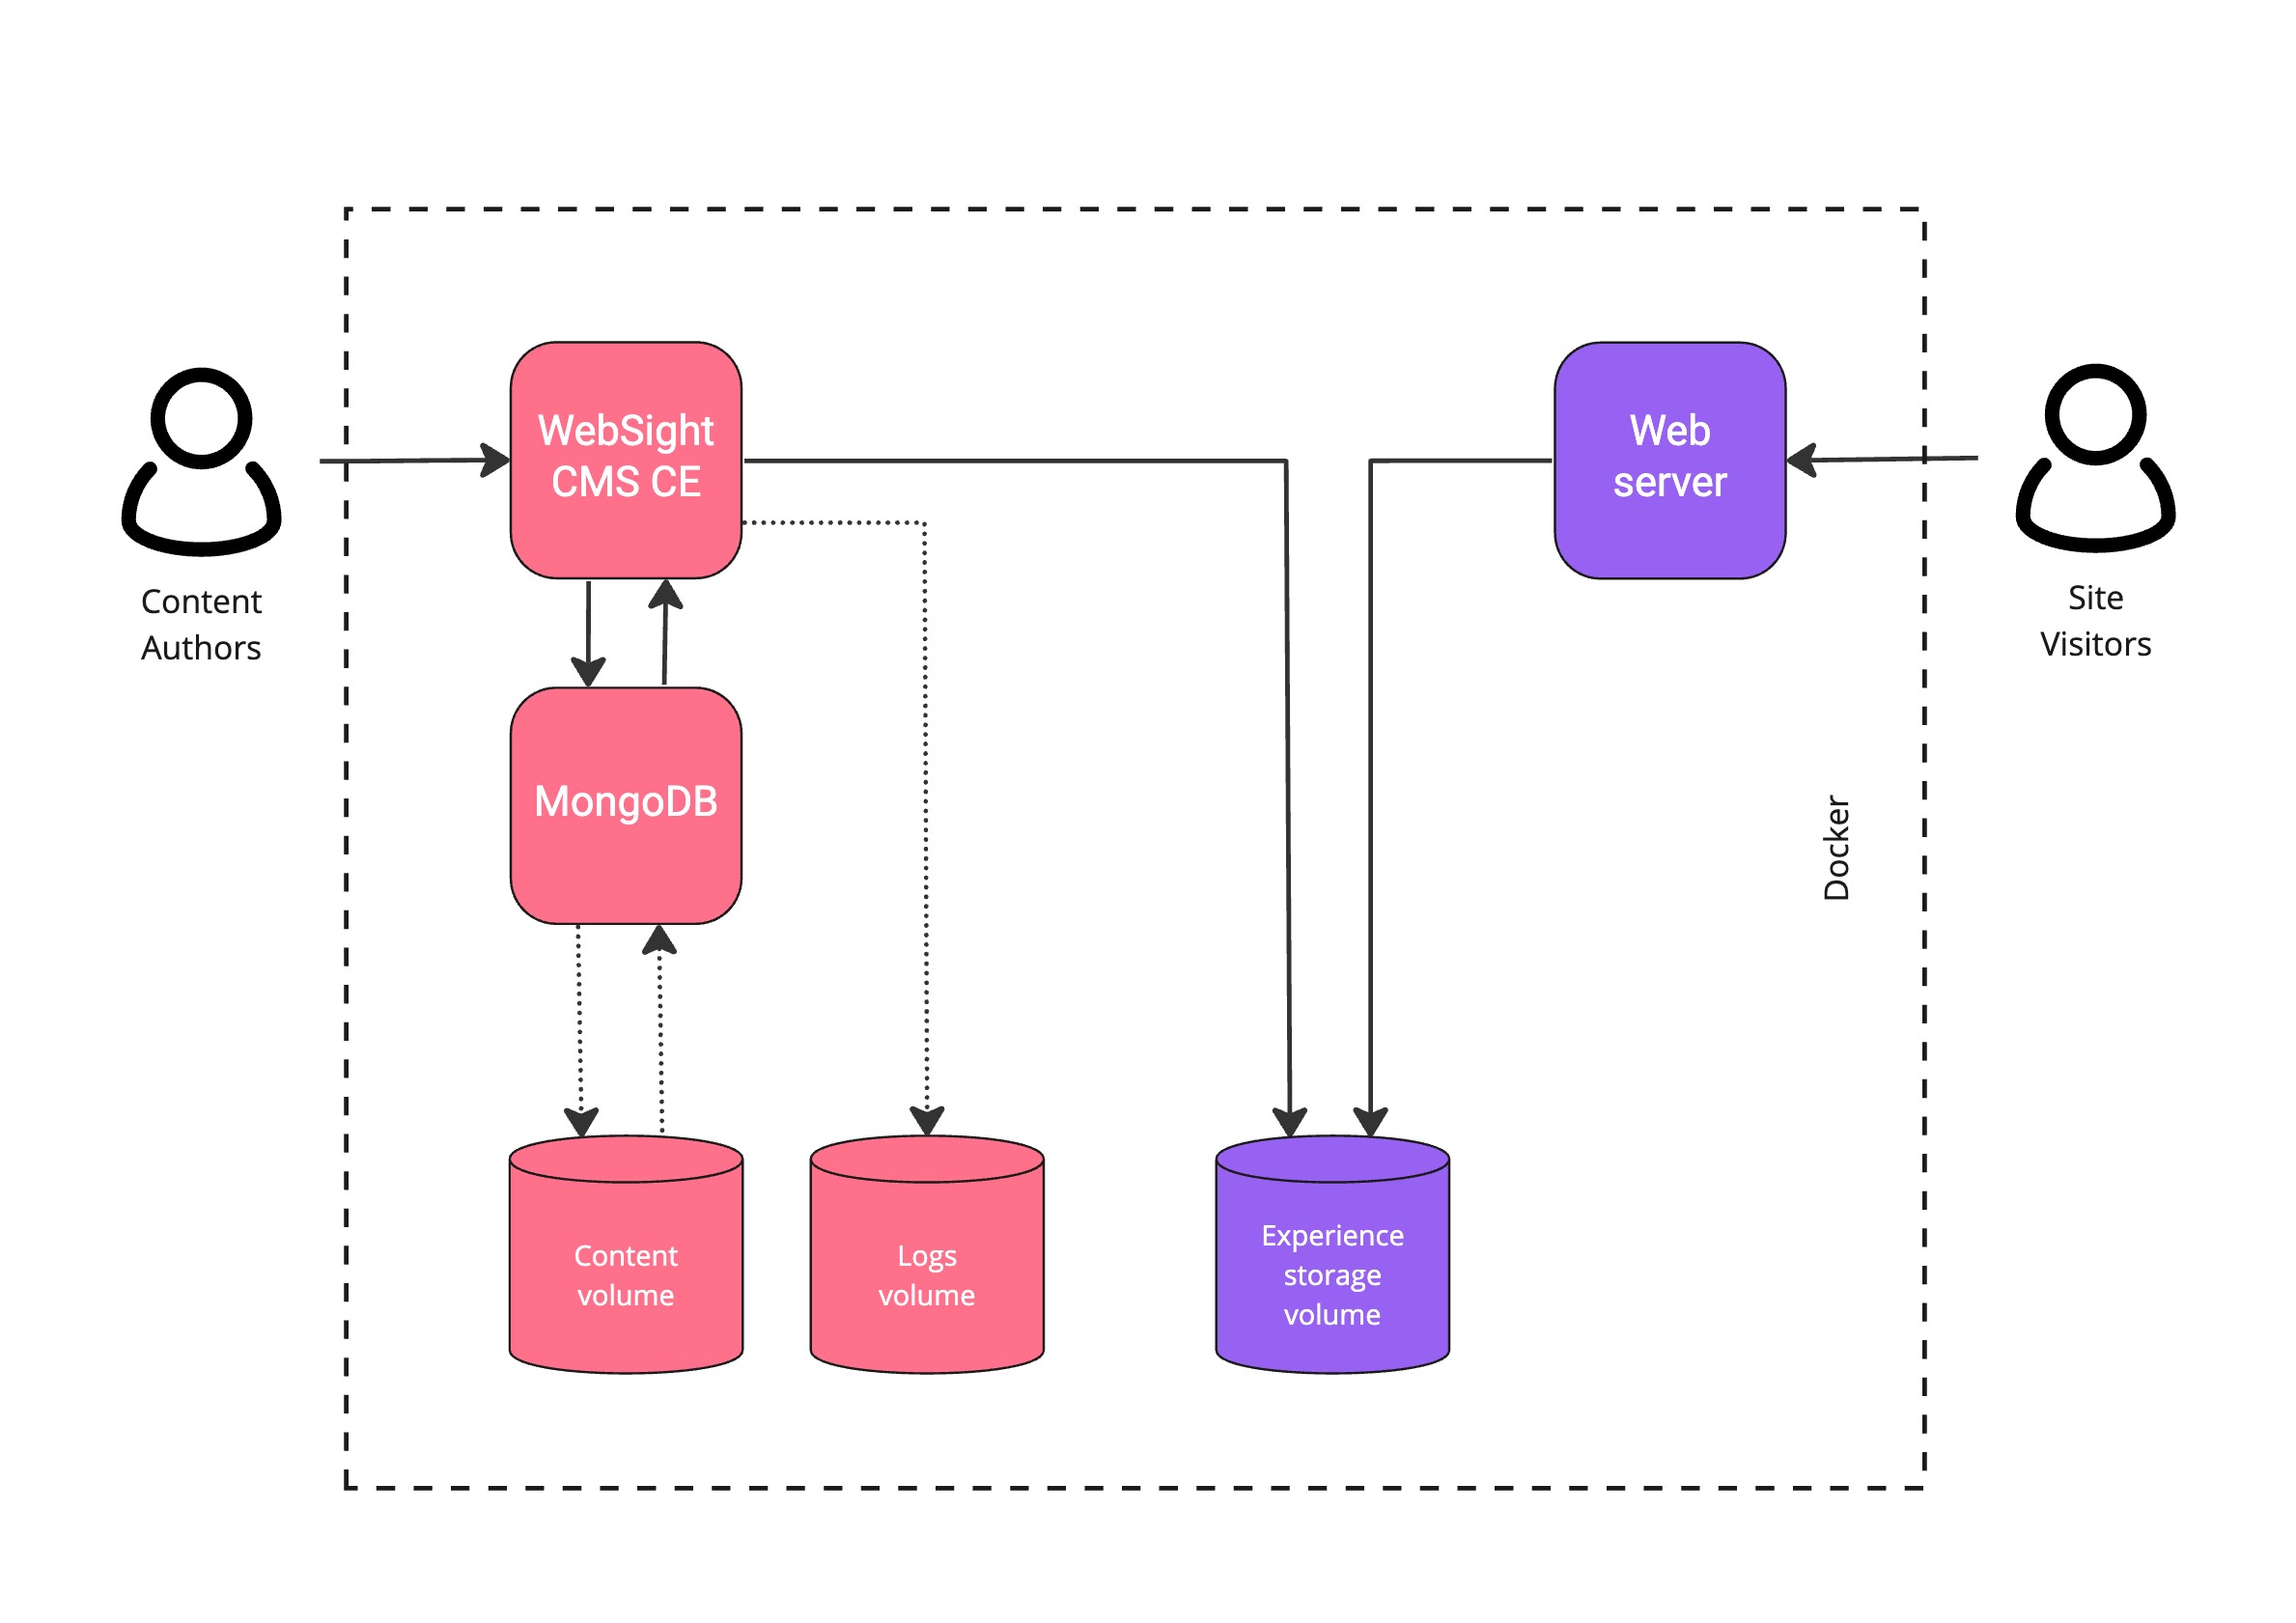 WebSight
CMS CE
Web
server
Content
Authors
Site
Visitors
MongoDB
Docker
Content
volume
Logs
volume
Experience
storage
volume